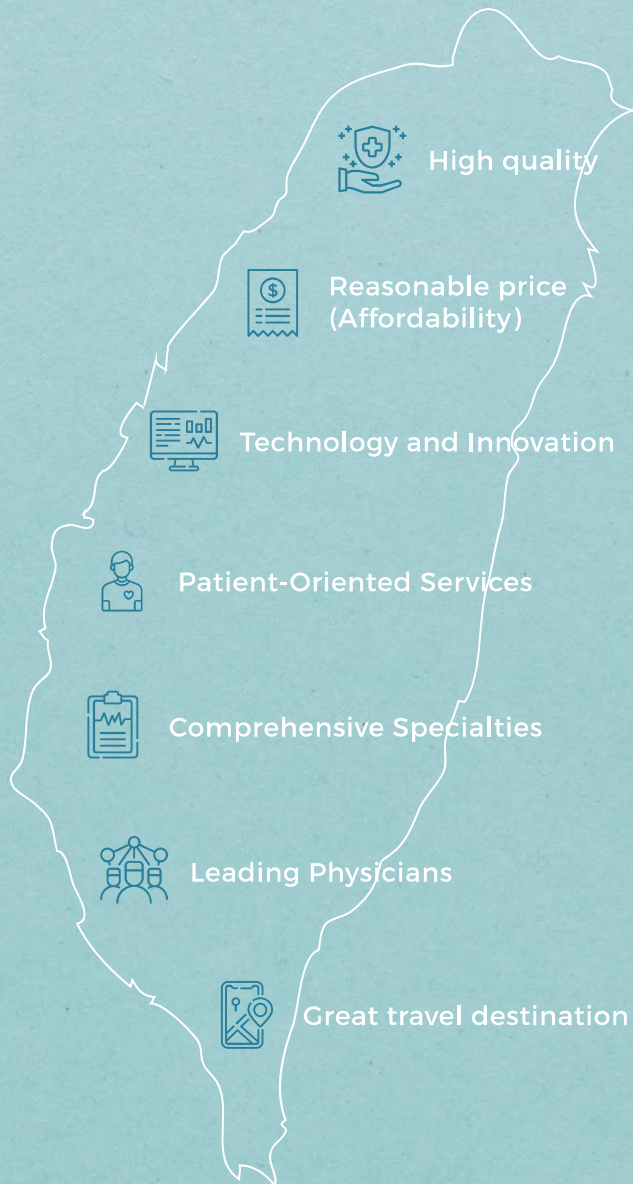 High quality
Reasonable price
(Affordability)
Technology and Innovation
Patient-Oriented Services
Comprehensive Specialties
Leading Physicians
Great travel destination